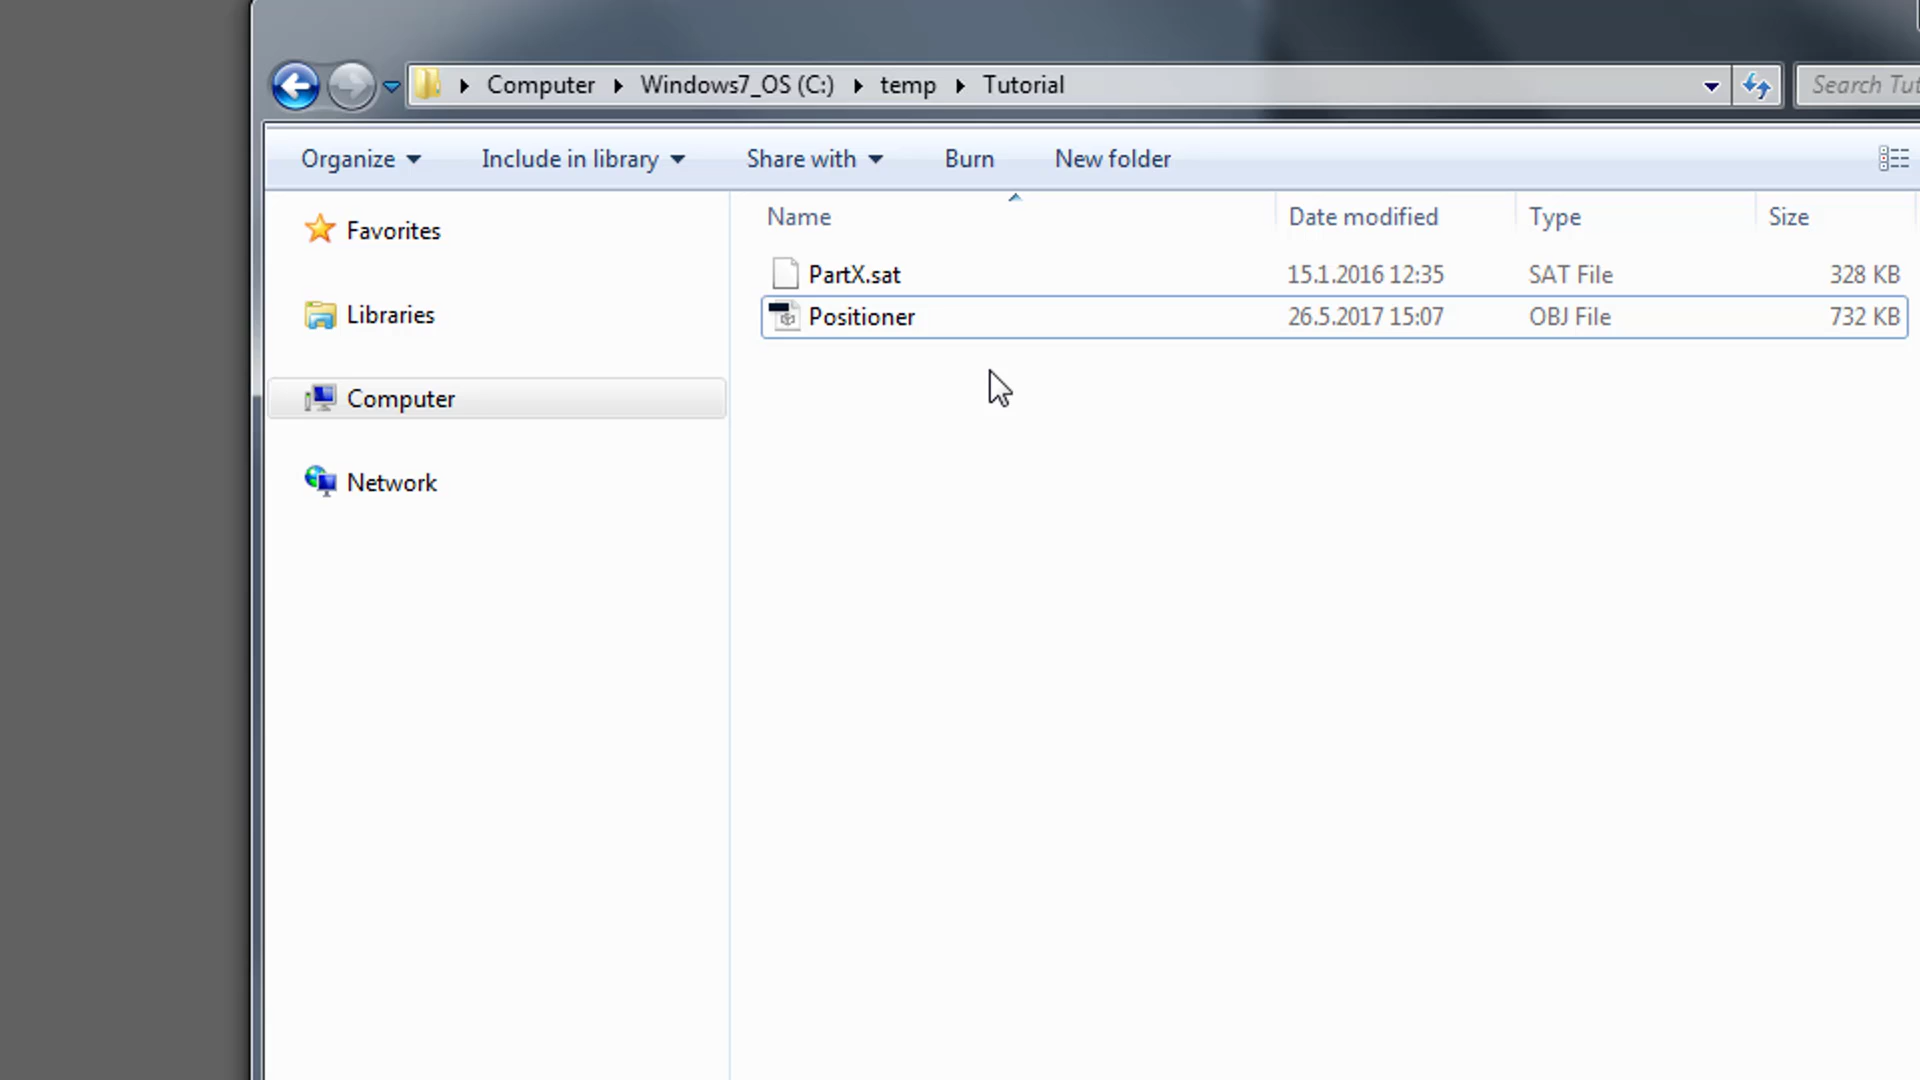 Computer Windows7_OS (C:) temp Tutorial Search Tut
Organize Include in library Share with Burn New folder
Name Date modified Type Size
Favorites
PartX.sat 15.1.2016 12:35 SAT File 328 KB
Positioner 26.5.2017 15:07 OBJ File 732 KB
Libraries
Computer
Network